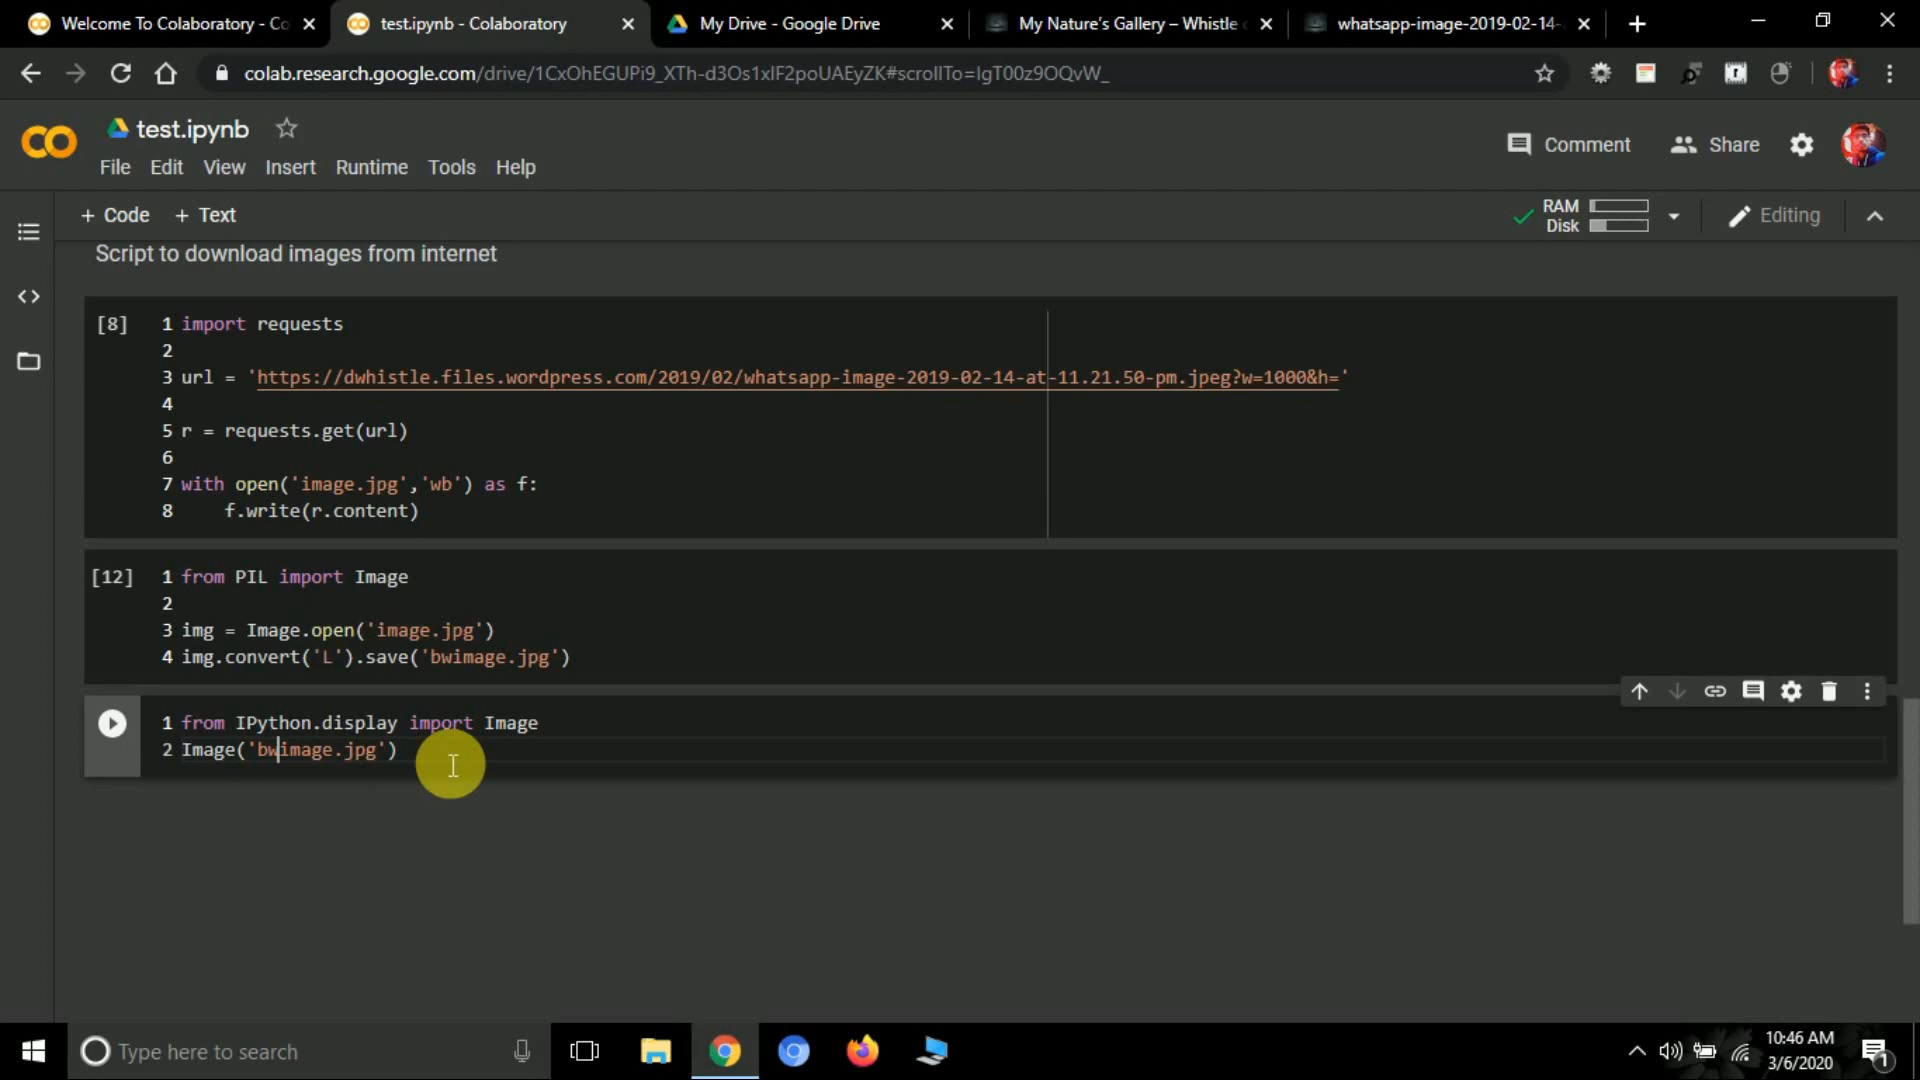 Welcome To Colaboratory - Co
test.ipynb - Colaboratory
My Drive - Google Drive
My Nature's Gallery – Whistle
whatsapp-image-2019-02-14-
colab.research.google.com/drive/1CxOhEGUPi9_XTh-d3Os1xlF2poUAEyZK#scrollTo=lgT00z9OQvW_
test.ipynb
Comment
Share
File Edit View Insert Runtime Tools Help
+ Code + Text
RAM
Disk
Editing
Script to download images from internet
[8]
1 import requests
2
3 url = 'https://dwhistle.files.wordpress.com/2019/02/whatsapp-image-2019-02-14-at-11.21.50-pm.jpeg?w=1000&h='
4
5 r = requests.get(url)
6
7 with open('image.jpg','wb') as f:
8 f.write(r.content)
[12]
1 from PIL import Image
2
3 img = Image.open('image.jpg')
4 img.convert('L').save('bwimage.jpg')
1 from IPython.display import Image
2 Image('bwimage.jpg')
Type here to search
10:46 AM
3/6/2020
1